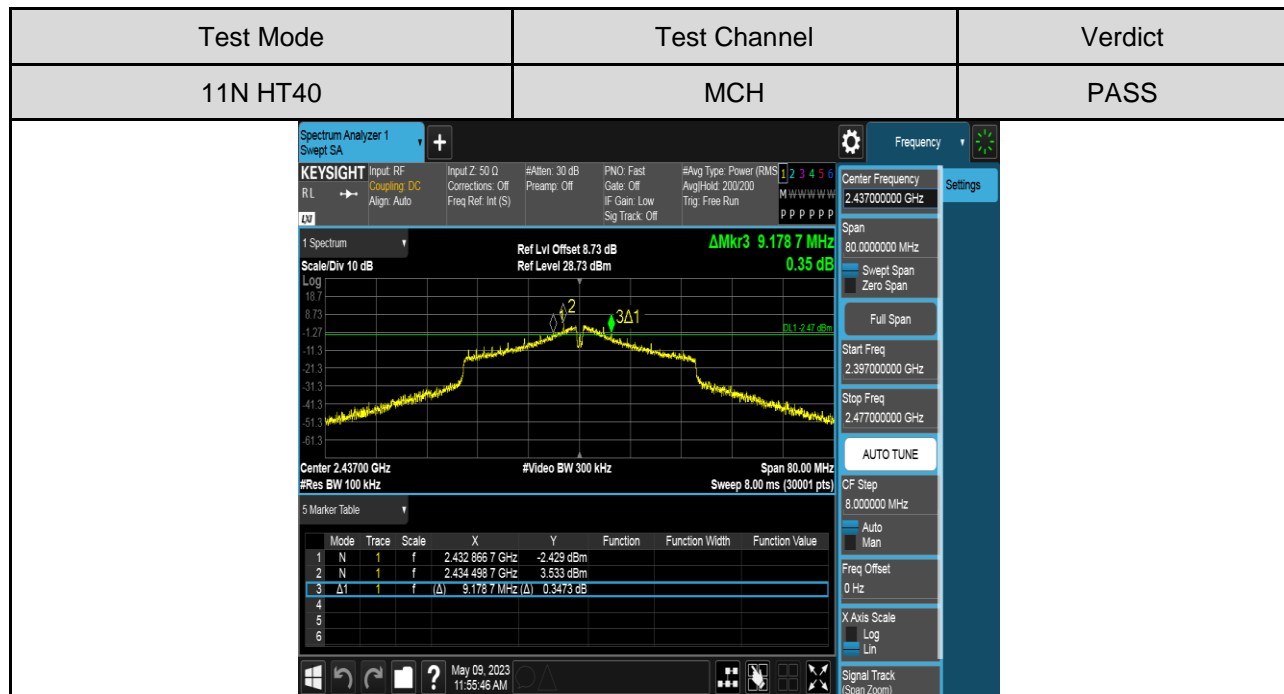 Test Mode Test Channel Verdict
11N HT40 MCH PASS
Spectrum Analyzer 1
Swept SA
+
Frequency
KEYSIGHT Input: RF Input Z: 50 Ω #Atten: 30 dB PNO: Fast #Avg Type: Power (RMS 1 2 3 4 5 6
RL Coupling: DC Corrections: Off Preamp: Off Gate: Off Avg|Hold: 200/200 M W W W W W
Align: Auto Freq Ref: Int (S) IF Gain: Low Trig: Free Run
LXI Sig Track: Off P P P P P P
1 Spectrum
Scale/Div 10 dB
Ref Lvl Offset 8.73 dB
Ref Level 28.73 dBm
ΔMkr3 9.178 7 MHz
0.35 dB
Log
18.7
8.73
-1.27
-11.3
-21.3
-31.3
-41.3
-51.3
-61.3
2
3Δ1
DL1 -2.47 dBm
Center 2.43700 GHz #Video BW 300 kHz Span 80.00 MHz
#Res BW 100 kHz Sweep 8.00 ms (30001 pts)
5 Marker Table
Mode Trace Scale X Y Function Function Width Function Value
1 N 1 f 2.432 866 7 GHz -2.429 dBm
2 N 1 f 2.434 498 7 GHz 3.533 dBm
3 Δ1 1 f (Δ) 9.178 7 MHz (Δ) 0.3473 dB
4
5
6
?
May 09, 2023
11:55:46 AM
Center Frequency
2.437000000 GHz
Settings
Span
80.0000000 MHz
Swept Span
Zero Span
Full Span
Start Freq
2.397000000 GHz
Stop Freq
2.477000000 GHz
AUTO TUNE
CF Step
8.000000 MHz
Auto
Man
Freq Offset
0 Hz
X Axis Scale
Log
Lin
Signal Track
(Span Zoom)